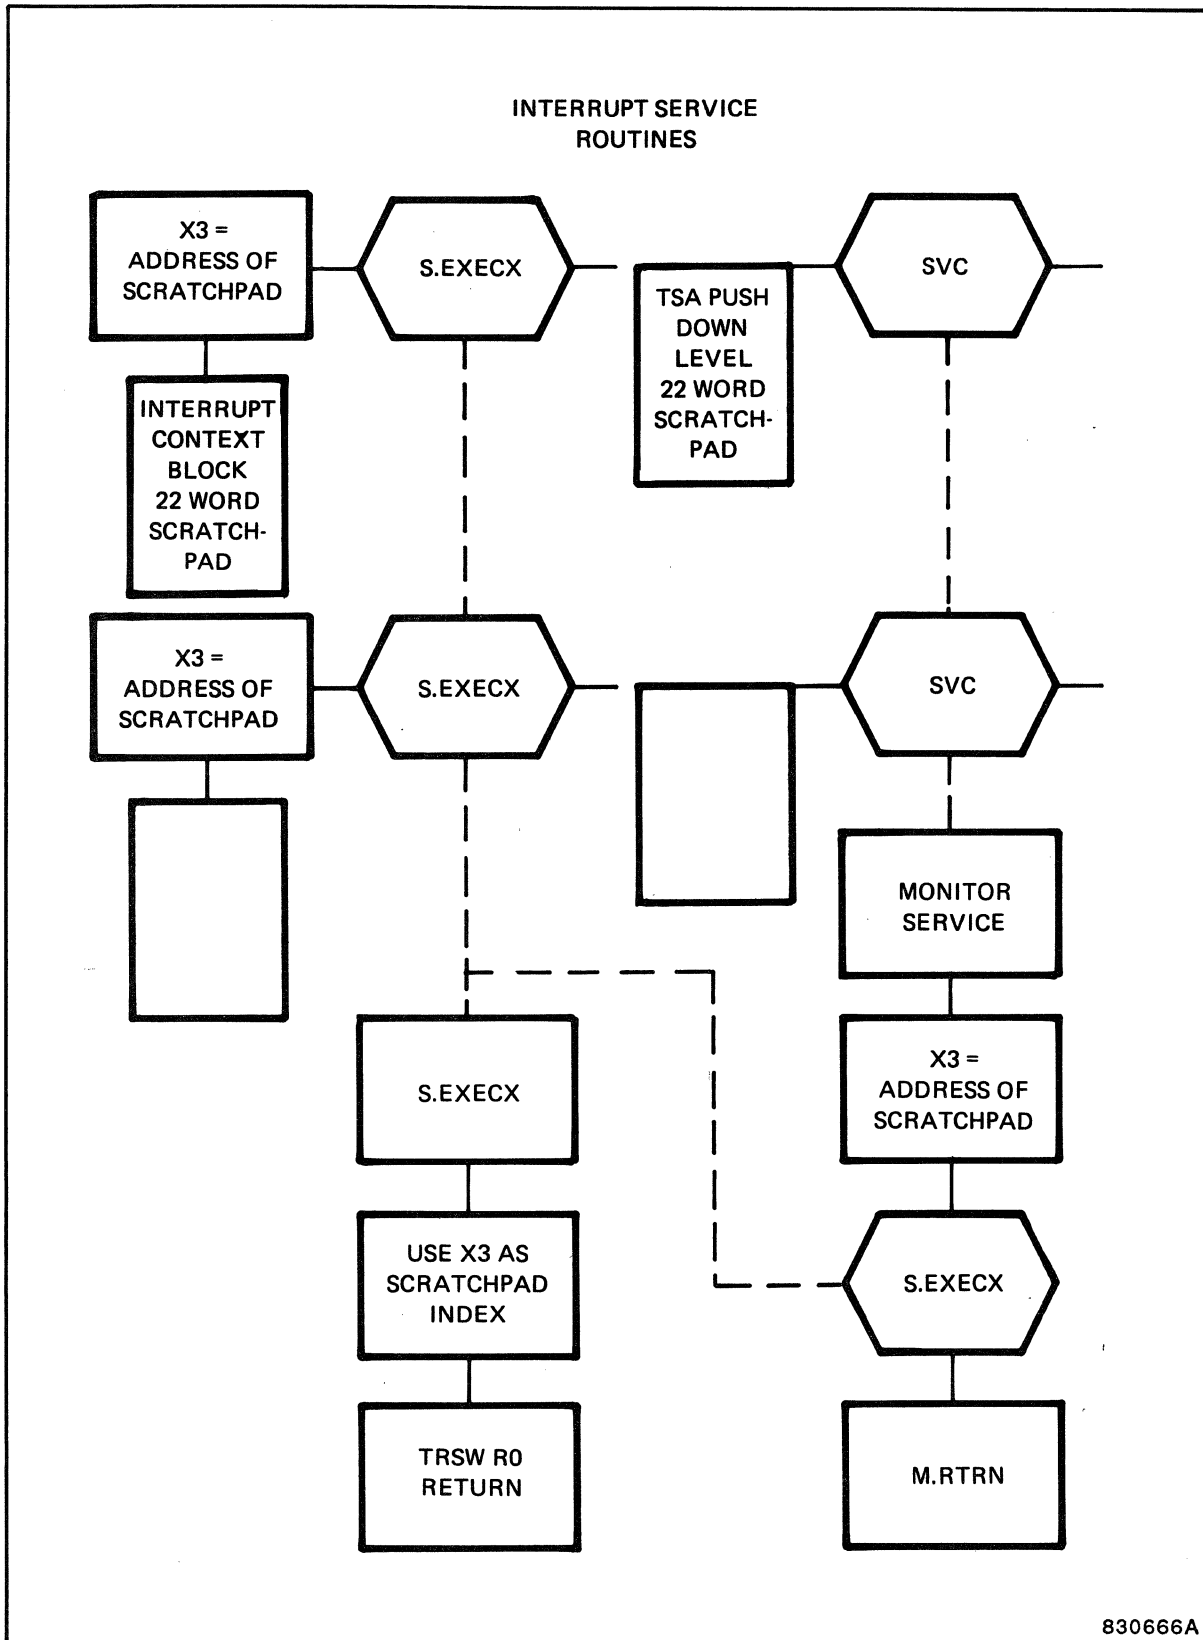 INTERRUPT SERVICE
ROUTINES
X3 =
ADDRESS OF
SCRATCHPAD
S.EXECX
SVC
TSA PUSH
DOWN
LEVEL
22 WORD
SCRATCH-
PAD
INTERRUPT
CONTEXT
BLOCK
22 WORD
SCRATCH-
PAD
X3 =
ADDRESS OF
SCRATCHPAD
S.EXECX
SVC
MONITOR
SERVICE
S.EXECX
X3 =
ADDRESS OF
SCRATCHPAD
USE X3 AS
SCRATCHPAD
INDEX
S.EXECX
TRSW R0
RETURN
M.RTRN
830666A